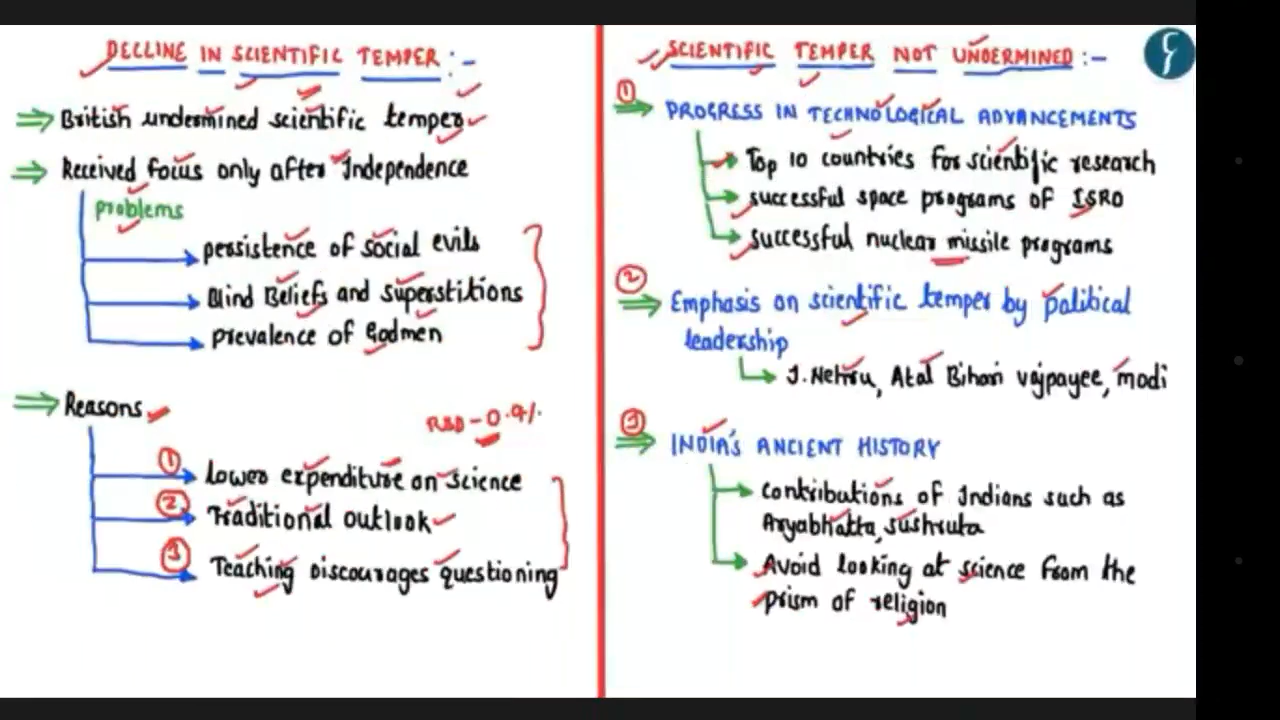 DECLINE IN SCIENTIFIC TEMPER :-
⇒ British undermined scientific temper
⇒ Received focus only after Independence
problems
→ persistence of social evils
→ Blind Beliefs and superstitions
→ prevalence of Godmen
⇒ Reasons
R&D - 0.9%
① → Lower expenditure on science
② → Traditional outlook
③ → Teaching Discourages questioning
SCIENTIFIC TEMPER NOT UNDERMINED :-
① ⇒ PROGRESS IN TECHNOLOGICAL ADVANCEMENTS
→ Top 10 countries for scientific research
→ successful space programs of ISRO
→ successful nuclear missile programs
② ⇒ Emphasis on scientific temper by political
leadership
→ J. Nehru, Atal Bihari vajpayee, modi
③ ⇒ INDIA'S ANCIENT HISTORY
→ contributions of Indians such as
Aryabhatta, sushruta
→ Avoid looking at science from the
prism of religion